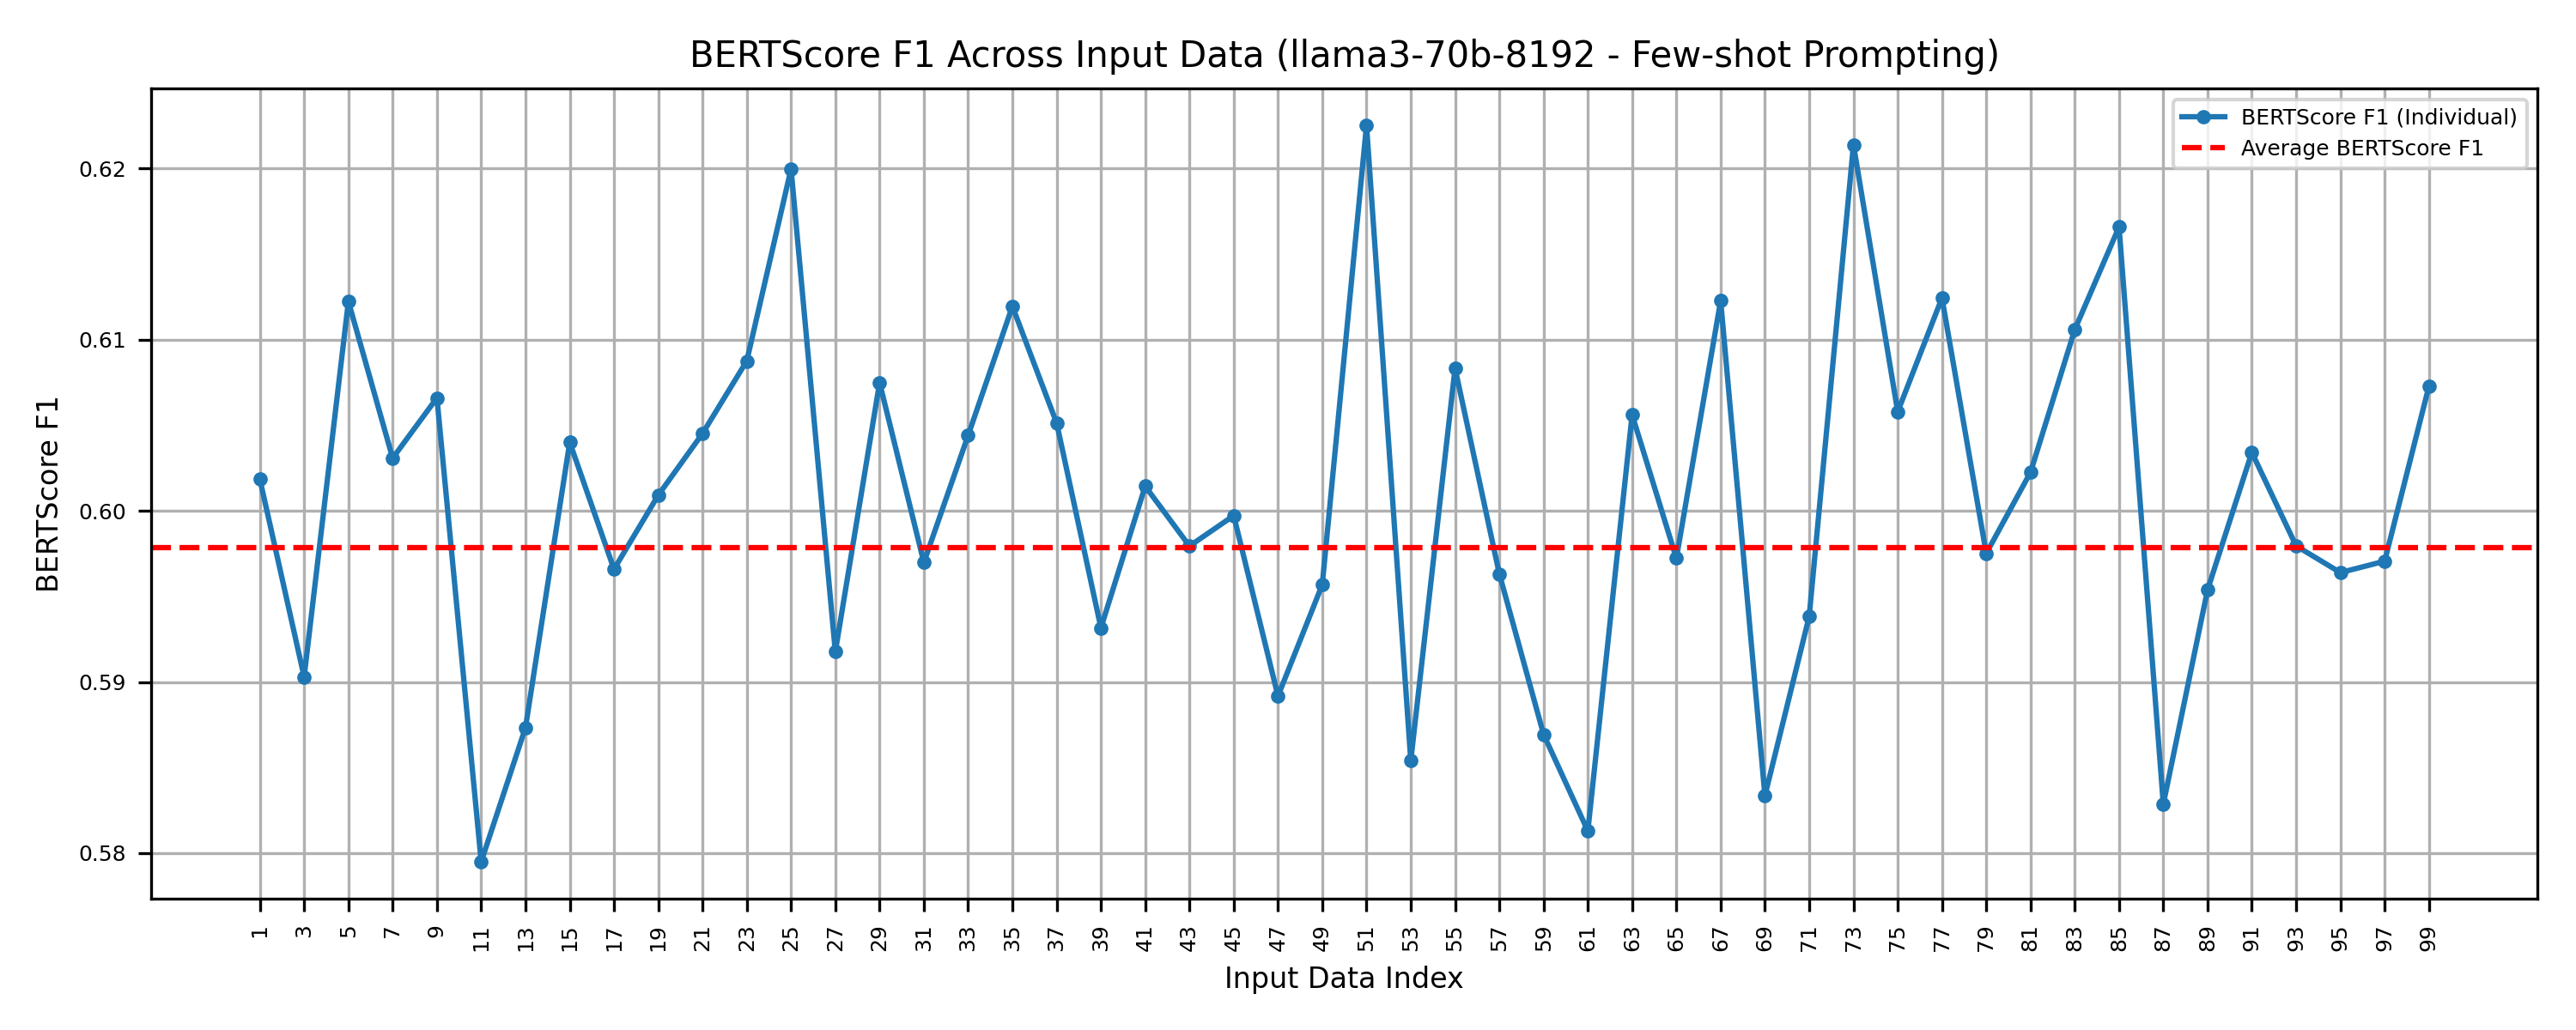 BERTScore F1 Across Input Data (llama3-70b-8192 - Few-shot Prompting)
BERTScore F1 (Individual)
Average BERTScore F1
BERTScore F1
0.62
0.61
0.60
0.59
0.58
1 3 5 7 9 11 13 15 17 19 21 23 25 27 29 31 33 35 37 39 41 43 45 47 49 51 53 55 57 59 61 63 65 67 69 71 73 75 77 79 81 83 85 87 89 91 93 95 97 99
Input Data Index